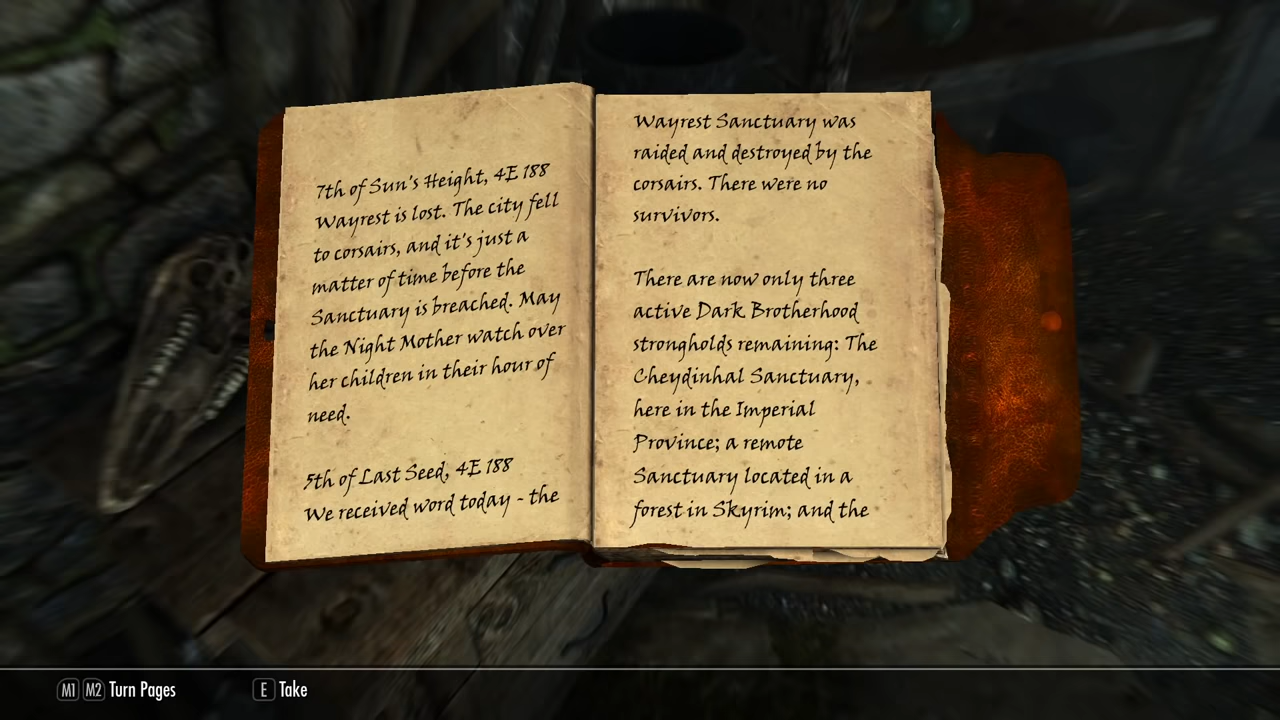 7th of Sun's Height, 4E 188
Wayrest is lost. The city fell
to corsairs, and it's just a
matter of time before the
Sanctuary is breached. May
the Night Mother watch over
her children in their hour of
need.
5th of Last Seed, 4E 188
We received word today - the
Wayrest Sanctuary was
raided and destroyed by the
corsairs. There were no
survivors.
There are now only three
active Dark Brotherhood
strongholds remaining: The
Cheydinhal Sanctuary,
here in the Imperial
Province; a remote
Sanctuary located in a
forest in Skyrim; and the
M1 M2 Turn Pages
E Take